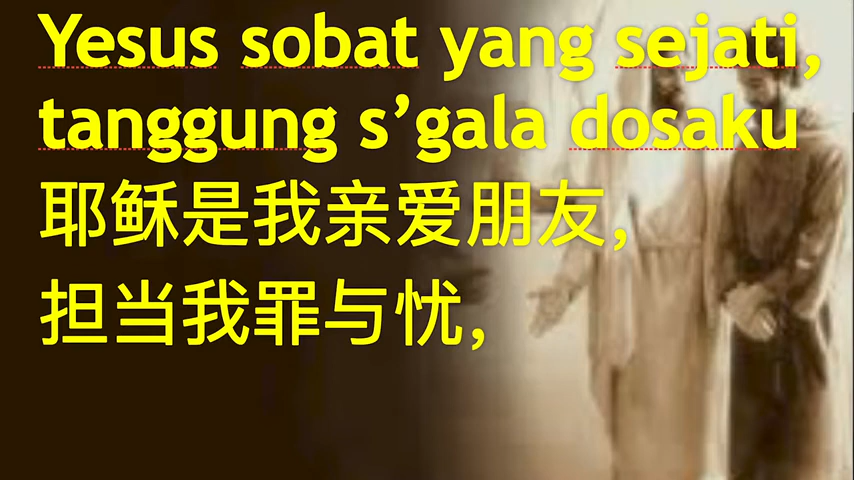 Yesus sobat yang sejati,
tanggung s’gala dosaku
耶稣是我亲爱朋友,
担当我罪与忧,